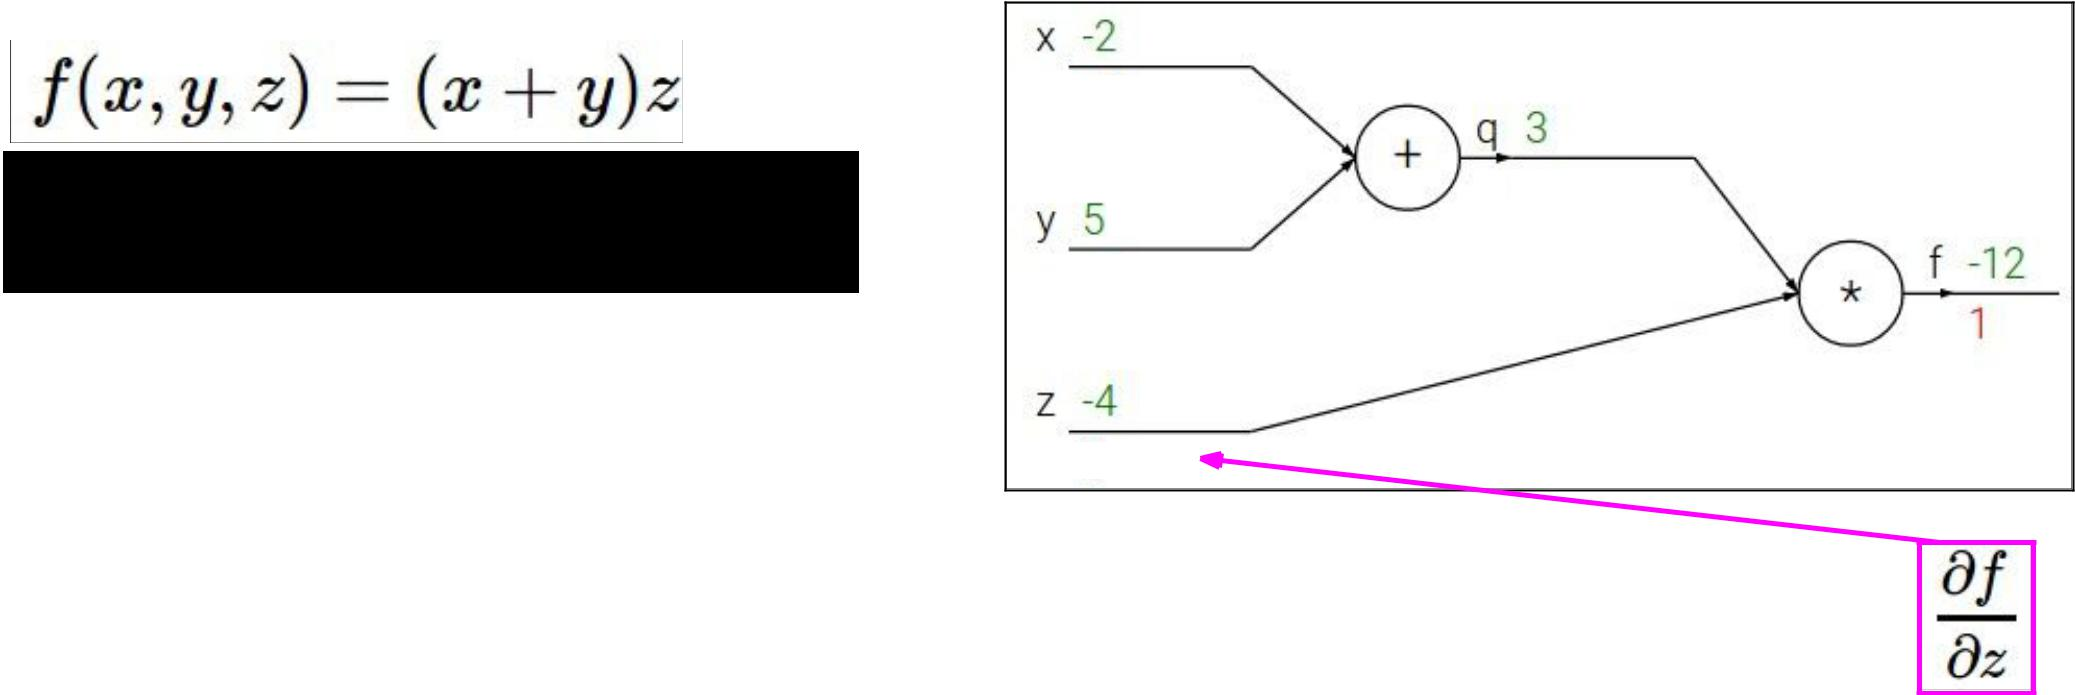 f(x, y, z) = (x + y)z
x -2
q 3
+
y 5
f -12
*
1
z -4
∂f
∂z